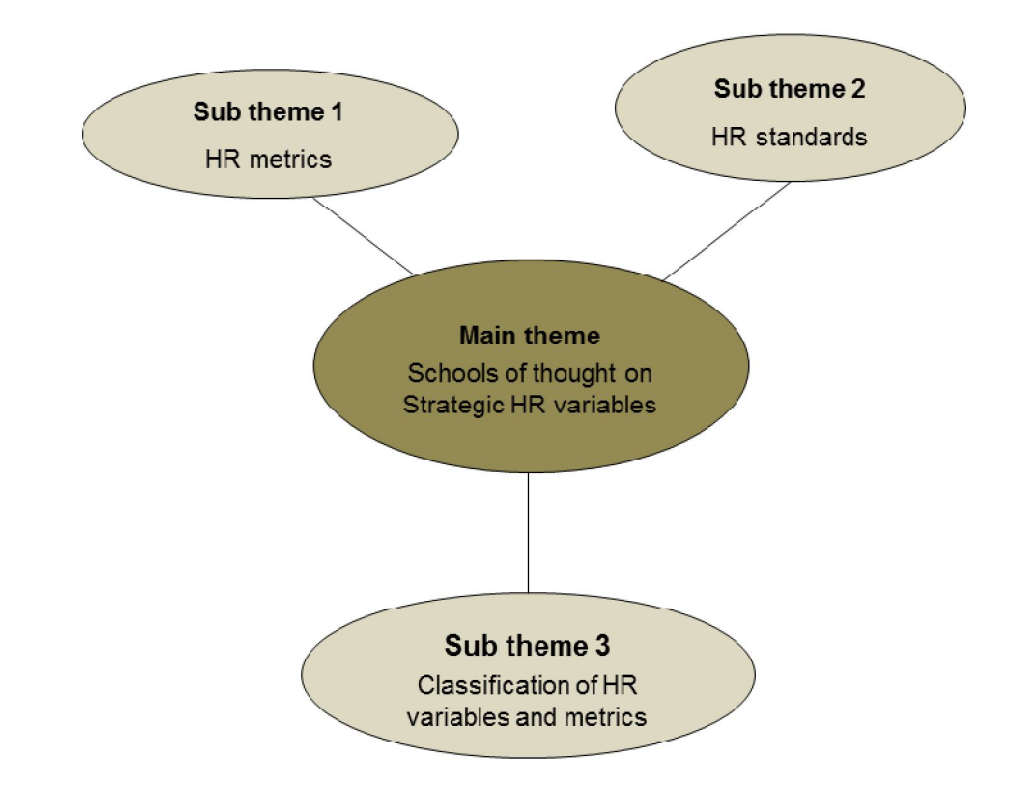 Sub theme 1
HR metrics
Sub theme 2
HR standards
Main theme
Schools of thought on
Strategic HR variables
Sub theme 3
Classification of HR
variables and metrics